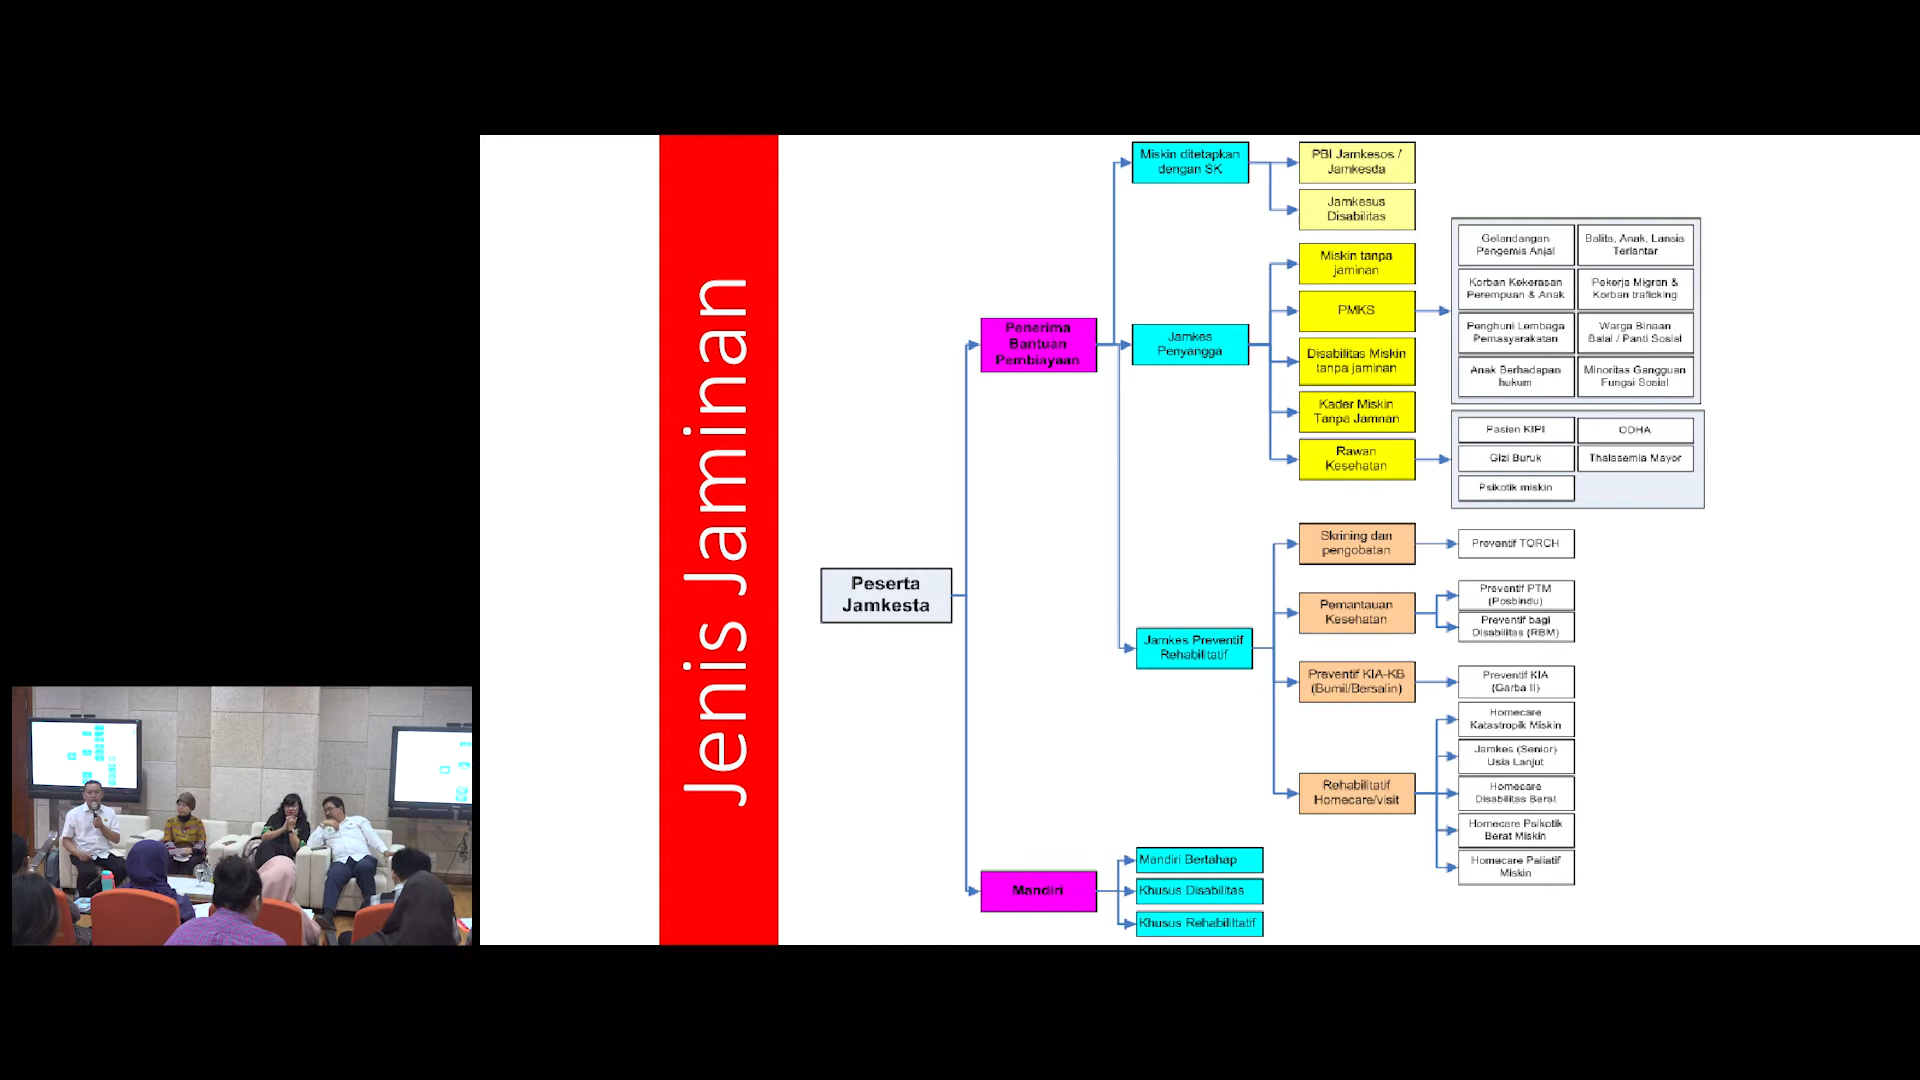 Jenis Jaminan
Peserta
Jamkesta
Penerima
Bantuan
Pembiayaan
Miskin ditetapkan
dengan SK
PBI Jamkesos /
Jamkesda
Jamkesus
Disabilitas
Jamkes
Penyangga
Miskin tanpa
jaminan
PMKS
Gelandangan
Pengemis Anjal
Balita, Anak, Lansia
Terlantar
Korban Kekerasan
Perempuan & Anak
Pekerja Migran &
Korban traficking
Penghuni Lembaga
Pemasyarakatan
Warga Binaan
Balai / Panti Sosial
Anak Berhadapan
hukum
Minoritas Gangguan
Fungsi Sosial
Disabilitas Miskin
tanpa jaminan
Kader Miskin
Tanpa Jamnan
Rawan
Kesehatan
Pasien KIPI
ODHA
Gizi Buruk
Thalasemia Mayor
Psikotik miskin
Jamkes Preventif
Rehabilitatif
Skrining dan
pengobatan
Preventif TORCH
Pemantauan
Kesehatan
Preventif PTM
(Posbindu)
Preventif bagi
Disabilitas (RBM)
Preventif KIA-KB
(Bumil/Bersalin)
Preventif KIA
(Garba II)
Rehabilitatif
Homecare/visit
Homecare
Katastropik Miskin
Jamkes (Senior)
Usia Lanjut
Homecare
Disabilitas Berat
Homecare Psikotik
Berat Miskin
Homecare Paliatif
Miskin
Mandiri
Mandiri Bertahap
Khusus Disabilitas
Khusus Rehabilitatif